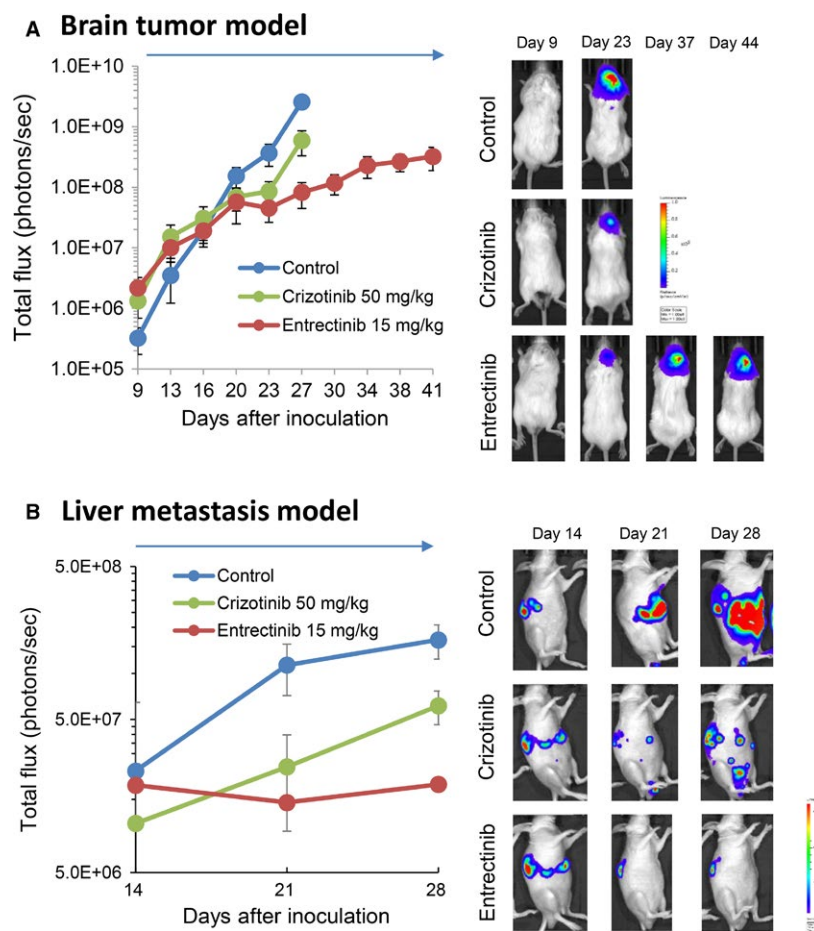 A Brain tumor model
Total flux (photons/sec)
1.0E+10
1.0E+09
1.0E+08
1.0E+07
1.0E+06
1.0E+05
Control
Crizotinib 50 mg/kg
Entrectinib 15 mg/kg
9 13 16 20 23 27 30 34 38 41
Days after inoculation
Day 9 Day 23 Day 37 Day 44
Control
Crizotinib
Entrectinib
B Liver metastasis model
Total flux (photons/sec)
5.0E+08
5.0E+07
5.0E+06
Control
Crizotinib 50 mg/kg
Entrectinib 15 mg/kg
14 21 28
Days after inoculation
Day 14 Day 21 Day 28
Control
Crizotinib
Entrectinib